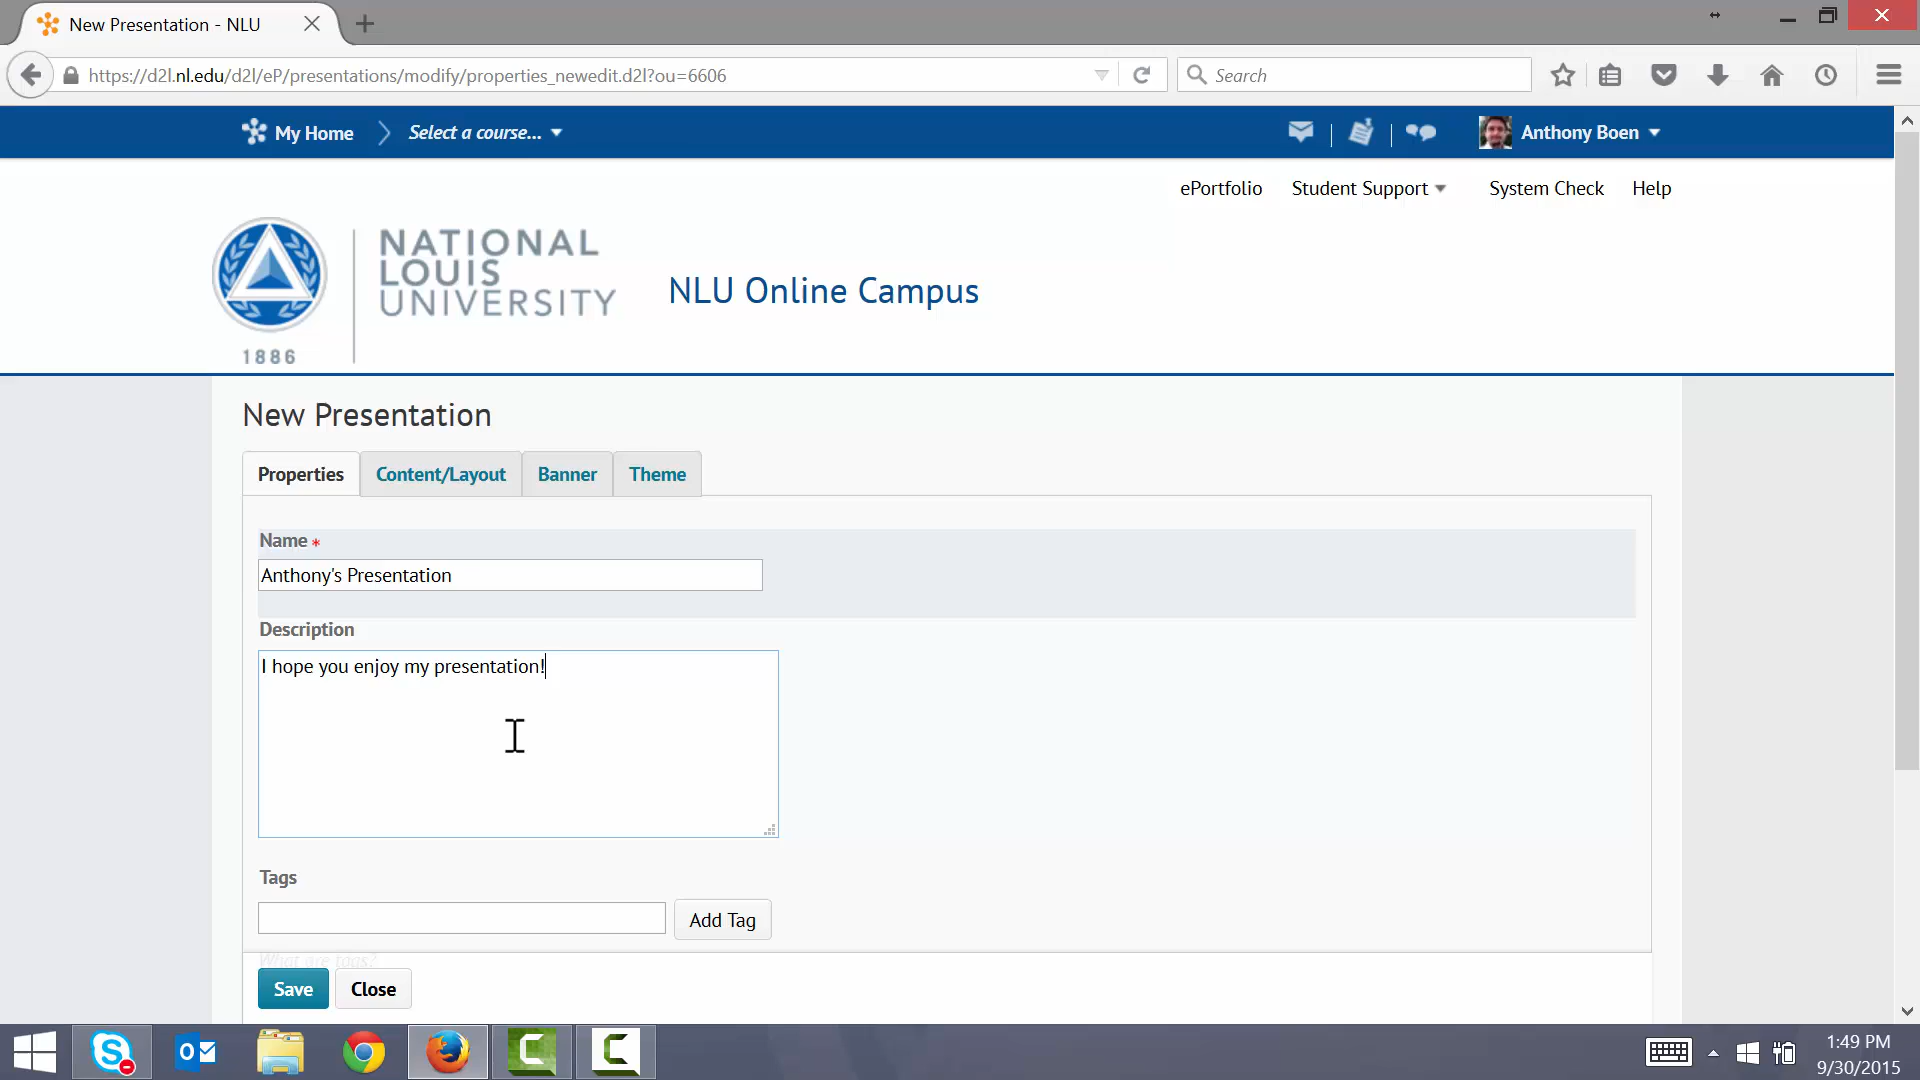 New Presentation - NLU
https://d2l.nl.edu/d2l/eP/presentations/modify/properties_newedit.d2l?ou=6606
Search
My Home
Select a course...
Anthony Boen
ePortfolio
Student Support
System Check
Help
NATIONAL
LOUIS
UNIVERSITY
1886
NLU Online Campus
New Presentation
Properties
Content/Layout
Banner
Theme
Name *
Anthony's Presentation
Description
I hope you enjoy my presentation!
Tags
Add Tag
What are tags?
Save
Close
1:49 PM
9/30/2015